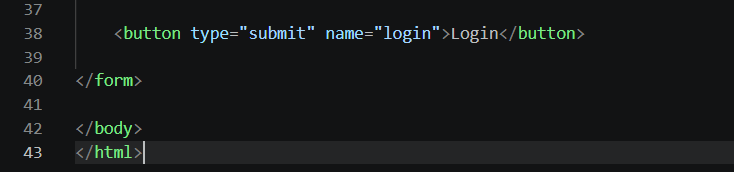 37
38 <button type="submit" name="login">Login</button>
39
40 </form>
41
42 </body>
43 </html>